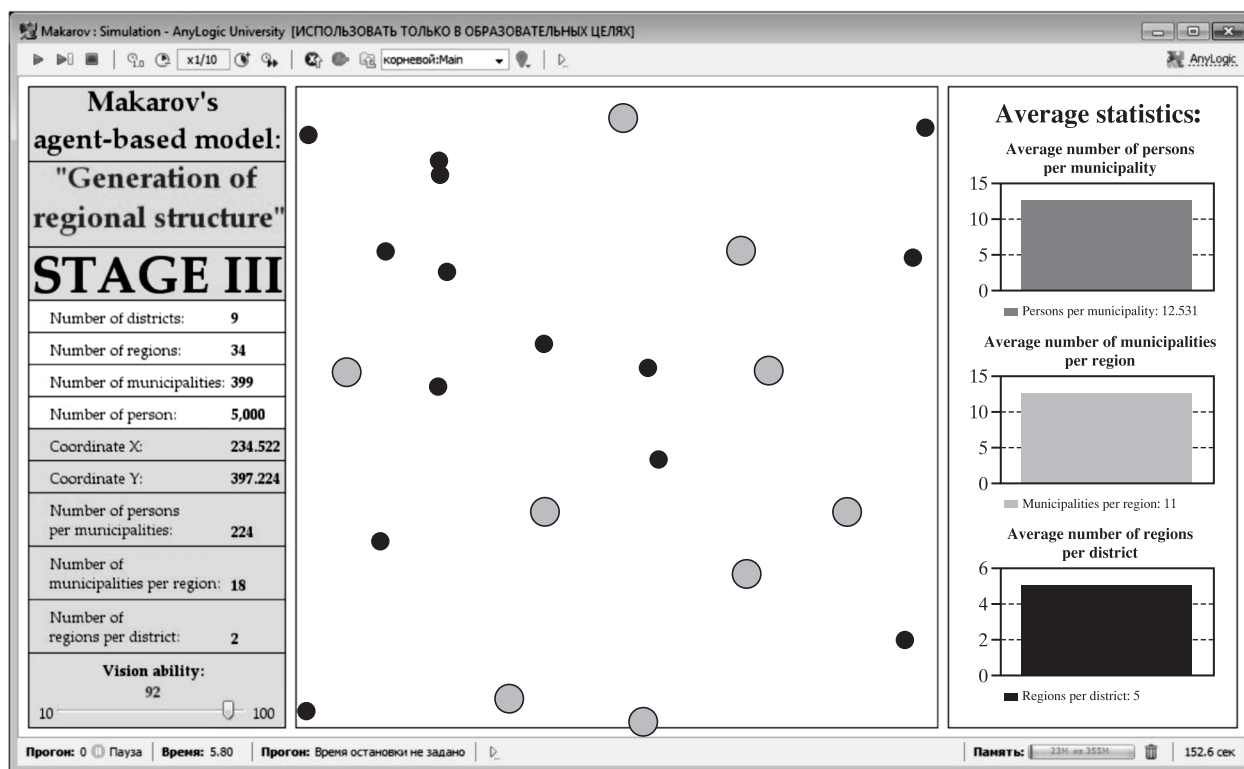 Makarov : Simulation - AnyLogic University [ИСПОЛЬЗОВАТЬ ТОЛЬКО В ОБРАЗОВАТЕЛЬНЫХ ЦЕЛЯХ]
x1/10 корневой:Main AnyLogic
Makarov's
agent-based model:
"Generation of
regional structure"
STAGE III
Number of districts: 9
Number of regions: 34
Number of municipalities: 399
Number of person: 5,000
Coordinate X: 234.522
Coordinate Y: 397.224
Number of persons
per municipalities: 224
Number of
municipalities per region: 18
Number of
regions per district: 2
Vision ability:
92
10 100
Average statistics:
Average number of persons
per municipality
15
10
5
0
Persons per municipality: 12.531
Average number of municipalities
per region
15
10
5
0
Municipalities per region: 11
Average number of regions
per district
6
4
2
0
Regions per district: 5
Прогон: 0 Пауза Время: 5.80 Прогон: Время остановки не задано Память: 23M из 355M 152.6 сек